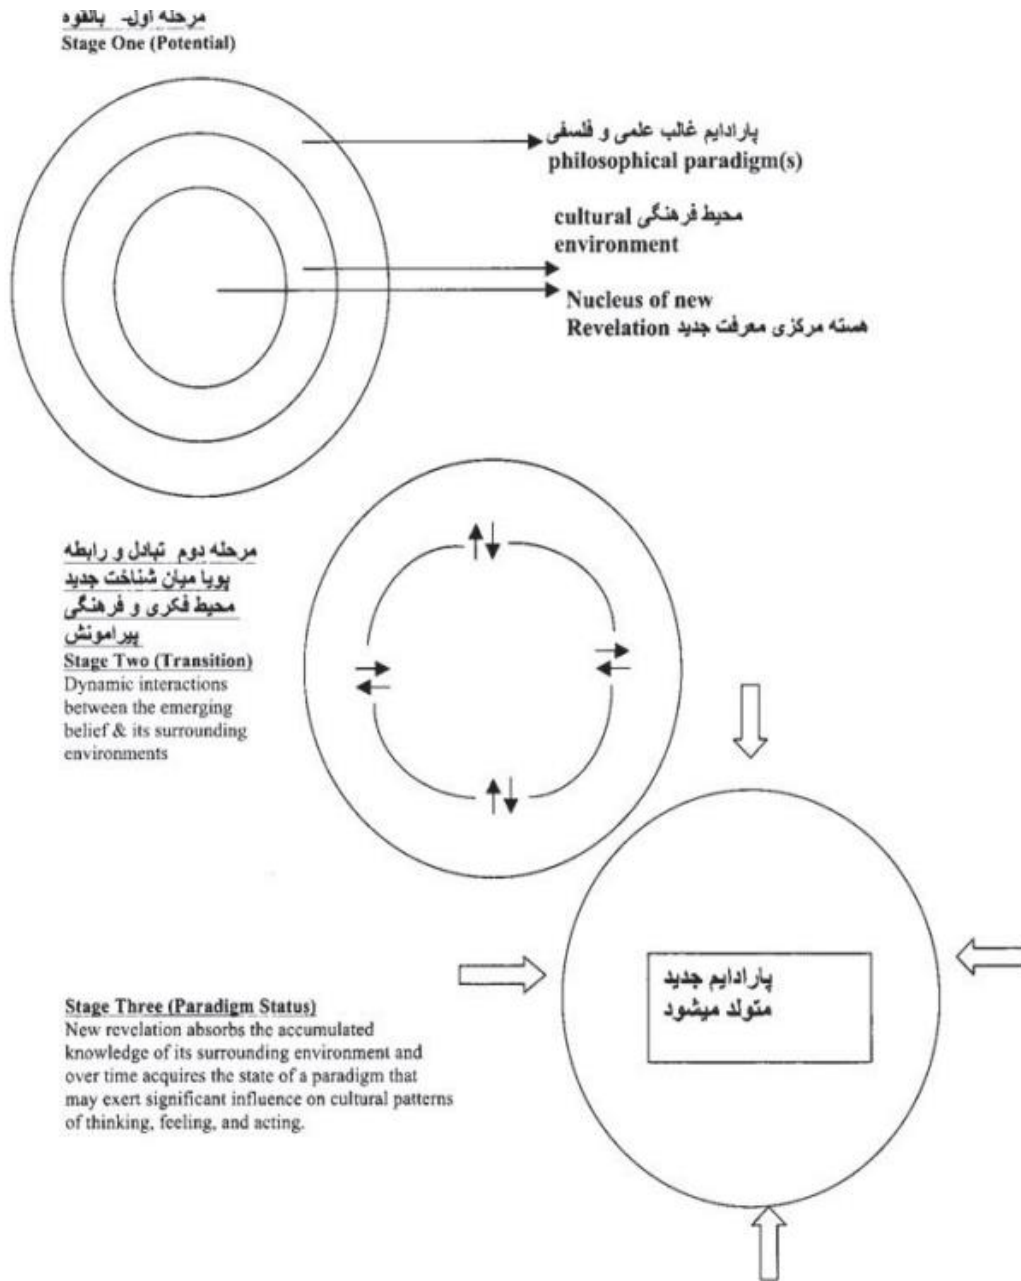 مرحله اول- بالقوه
Stage One (Potential)
پارادایم غالب علمی و فلسفی
philosophical paradigm(s)
cultural محیط فرهنگی
environment
Nucleus of new
Revelation هسته مرکزی معرفت جدید
مرحله دوم تبادل و رابطه
پویا میان شناخت جدید
محیط فکری و فرهنگی
پیرامونش
Stage Two (Transition)
Dynamic interactions
between the emerging
belief & its surrounding
environments
Stage Three (Paradigm Status)
New revelation absorbs the accumulated
knowledge of its surrounding environment and
over time acquires the state of a paradigm that
may exert significant influence on cultural patterns
of thinking, feeling, and acting.
پارادایم جدید
متولد میشود